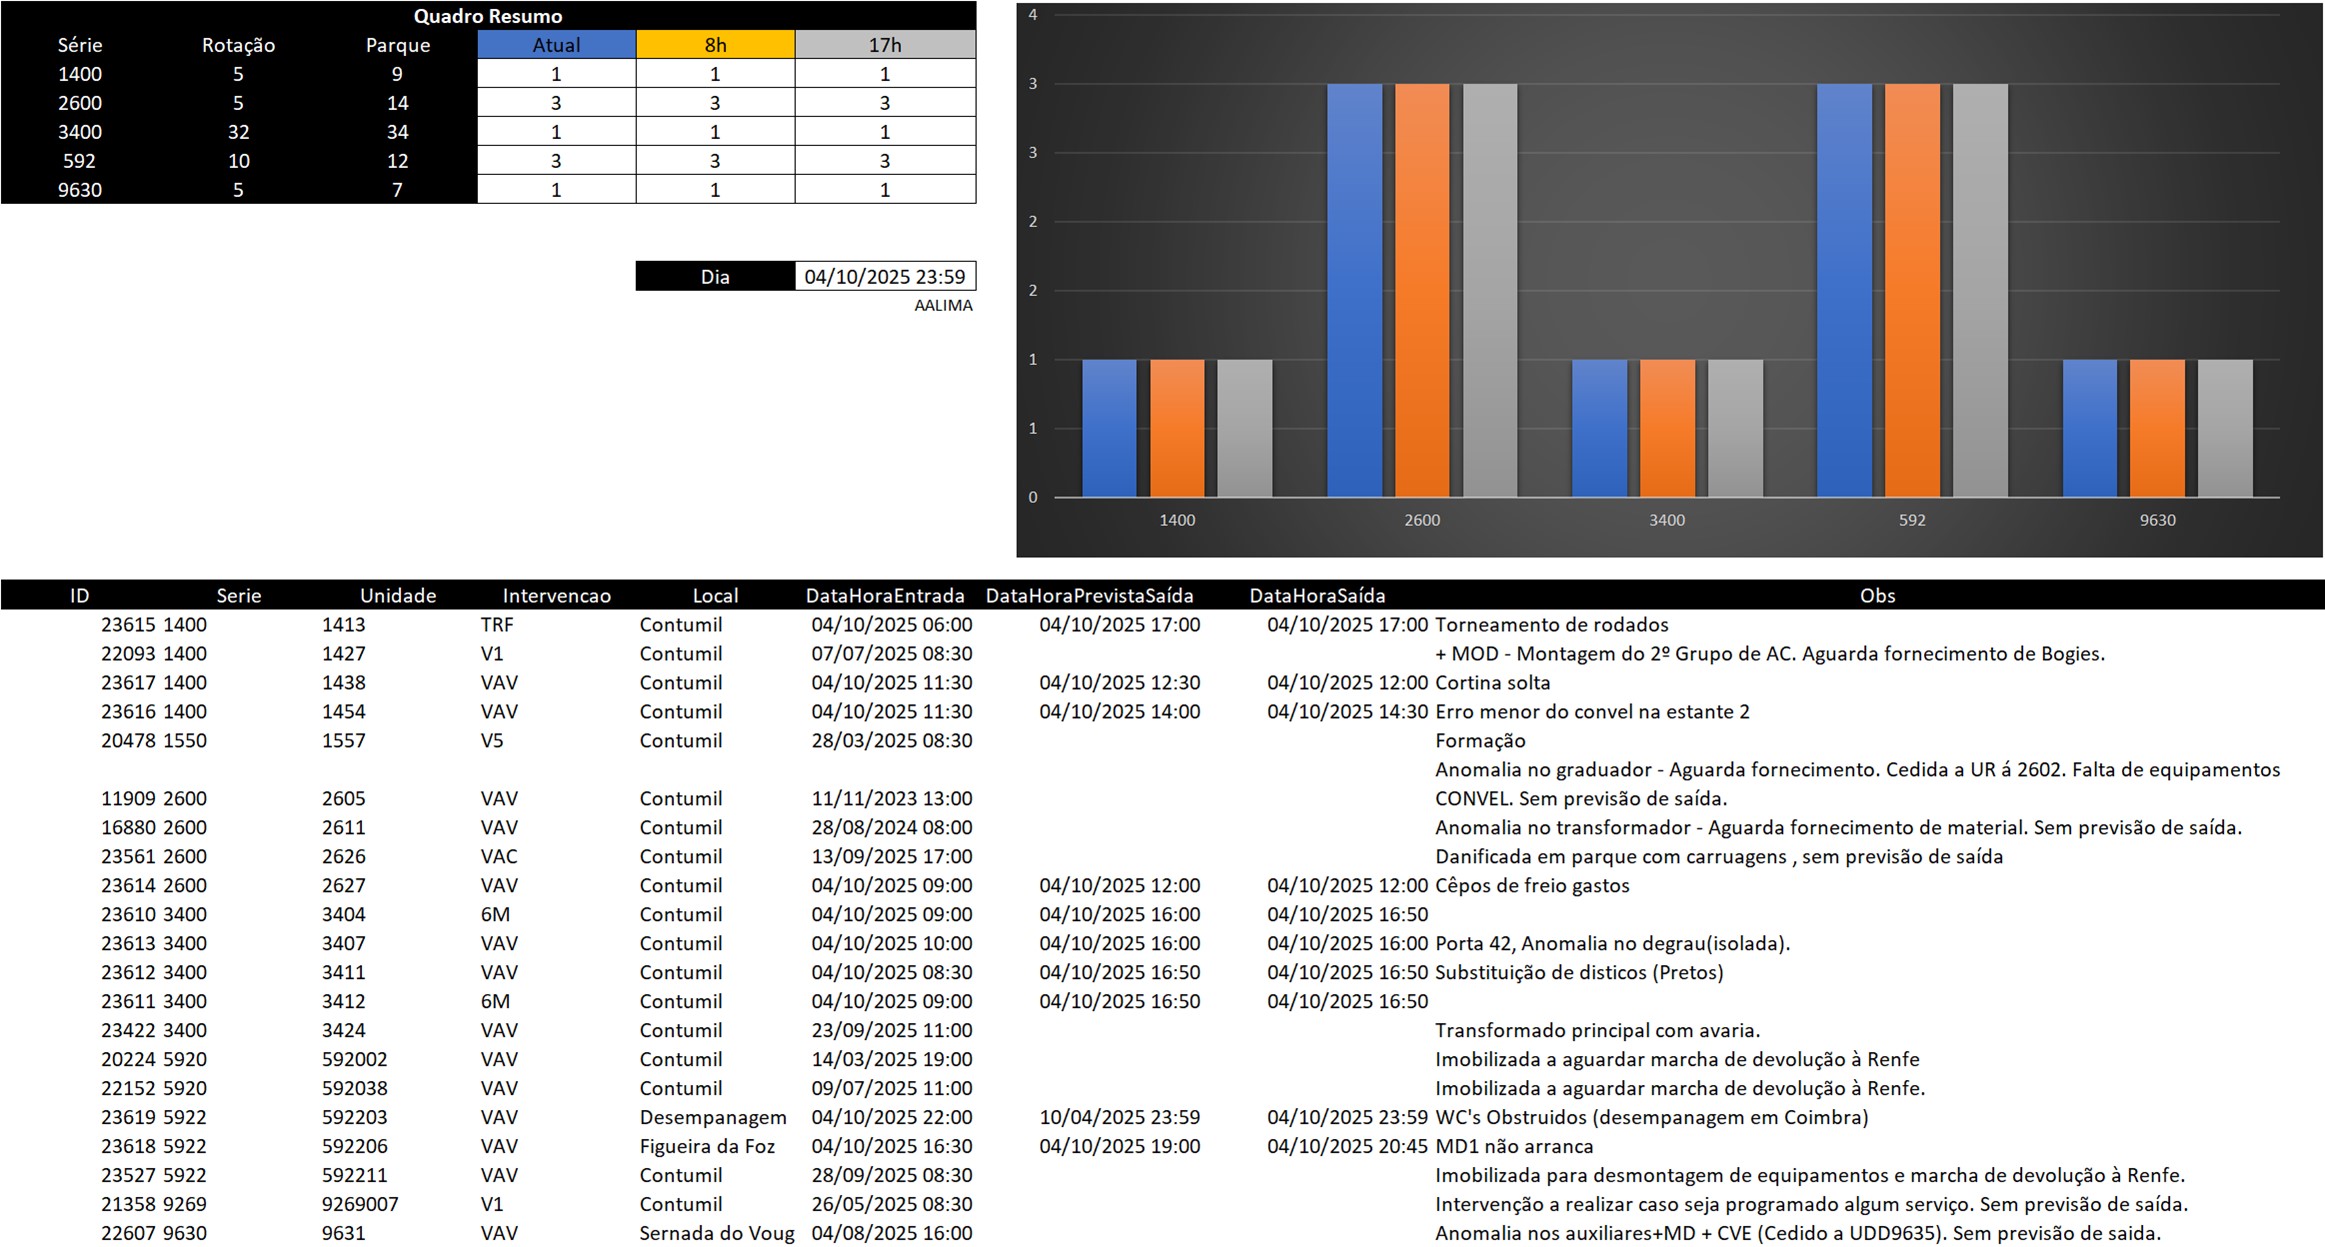 Quadro Resumo
Série Rotação Parque Atual 8h 17h
1400 5 9 1 1 1
2600 5 14 3 3 3
3400 32 34 1 1 1
592 10 12 3 3 3
9630 5 7 1 1 1
Dia 04/10/2025 23:59
AALIMA
4
3
3
2
2
1
1
0
1400 2600 3400 592 9630
ID Serie Unidade Intervencao Local DataHoraEntrada DataHoraPrevistaSaída DataHoraSaída Obs
23615 1400 1413 TRF Contumil 04/10/2025 06:00 04/10/2025 17:00 04/10/2025 17:00 Torneamento de rodados
22093 1400 1427 V1 Contumil 07/07/2025 08:30 + MOD - Montagem do 2º Grupo de AC. Aguarda fornecimento de Bogies.
23617 1400 1438 VAV Contumil 04/10/2025 11:30 04/10/2025 12:30 04/10/2025 12:00 Cortina solta
23616 1400 1454 VAV Contumil 04/10/2025 11:30 04/10/2025 14:00 04/10/2025 14:30 Erro menor do convel na estante 2
20478 1550 1557 V5 Contumil 28/03/2025 08:30 Formação
Anomalia no graduador - Aguarda fornecimento. Cedida a UR á 2602. Falta de equipamentos
11909 2600 2605 VAV Contumil 11/11/2023 13:00 CONVEL. Sem previsão de saída.
16880 2600 2611 VAV Contumil 28/08/2024 08:00 Anomalia no transformador - Aguarda fornecimento de material. Sem previsão de saída.
23561 2600 2626 VAC Contumil 13/09/2025 17:00 Danificada em parque com carruagens , sem previsão de saída
23614 2600 2627 VAV Contumil 04/10/2025 09:00 04/10/2025 12:00 04/10/2025 12:00 Cêpos de freio gastos
23610 3400 3404 6M Contumil 04/10/2025 09:00 04/10/2025 16:00 04/10/2025 16:50
23613 3400 3407 VAV Contumil 04/10/2025 10:00 04/10/2025 16:00 04/10/2025 16:00 Porta 42, Anomalia no degrau(isolada).
23612 3400 3411 VAV Contumil 04/10/2025 08:30 04/10/2025 16:50 04/10/2025 16:50 Substituição de disticos (Pretos)
23611 3400 3412 6M Contumil 04/10/2025 09:00 04/10/2025 16:50 04/10/2025 16:50
23422 3400 3424 VAV Contumil 23/09/2025 11:00 Transformado principal com avaria.
20224 5920 592002 VAV Contumil 14/03/2025 19:00 Imobilizada a aguardar marcha de devolução à Renfe
22152 5920 592038 VAV Contumil 09/07/2025 11:00 Imobilizada a aguardar marcha de devolução à Renfe.
23619 5922 592203 VAV Desempanagem 04/10/2025 22:00 10/04/2025 23:59 04/10/2025 23:59 WC's Obstruidos (desempanagem em Coimbra)
23618 5922 592206 VAV Figueira da Foz 04/10/2025 16:30 04/10/2025 19:00 04/10/2025 20:45 MD1 não arranca
23527 5922 592211 VAV Contumil 28/09/2025 08:30 Imobilizada para desmontagem de equipamentos e marcha de devolução à Renfe.
21358 9269 9269007 V1 Contumil 26/05/2025 08:30 Intervenção a realizar caso seja programado algum serviço. Sem previsão de saída.
22607 9630 9631 VAV Sernada do Voug 04/08/2025 16:00 Anomalia nos auxiliares+MD + CVE (Cedido a UDD9635). Sem previsão de saida.